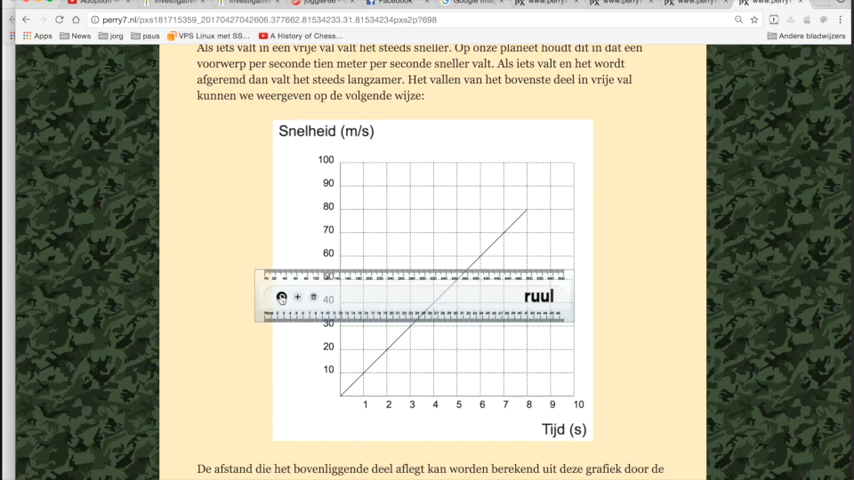 perry7.nl/pxs181715359_20170427042606.377662.81534233.31.81534234pxs2p?698
Apps News jorg paus VPS Linux met SS... A History of Chess... Andere bladwijzers
Als iets valt in een vrije val valt het steeds sneller. Op onze planeet houdt dit in dat een
voorwerp per seconde tien meter per seconde sneller valt. Als iets valt en het wordt
afgeremd dan valt het steeds langzamer. Het vallen van het bovenste deel in vrije val
kunnen we weergeven op de volgende wijze:
Snelheid (m/s)
100
90
80
70
60
50
ruul
40
30
20
10
1 2 3 4 5 6 7 8 9 10
Tijd (s)
De afstand die het bovenliggende deel aflegt kan worden berekend uit deze grafiek door de